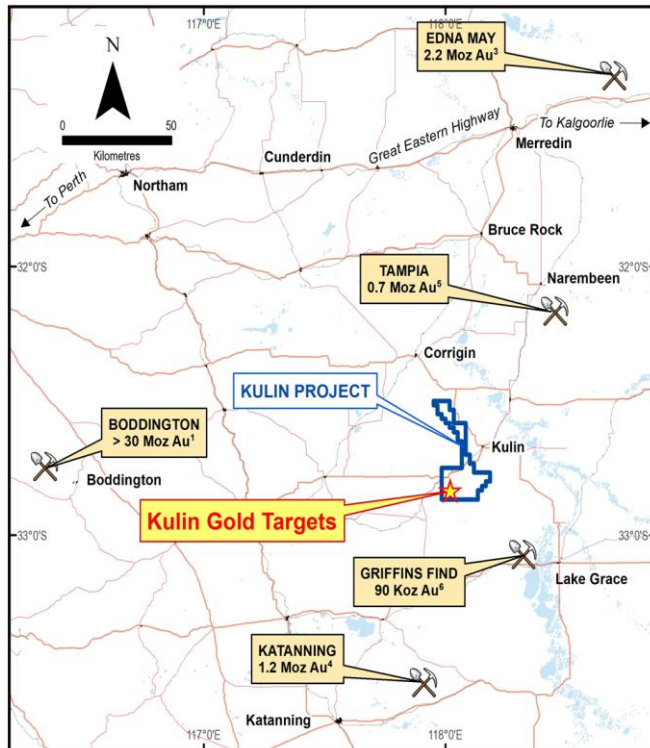 117°0'E
118°0'E
EDNA MAY
2.2 Moz Au³
N
0
50
Kilometres
To Kalgoorlie
Great Eastern Highway
Merredin
Cunderdin
To Perth
Northam
Bruce Rock
32°0'S
32°0'S
TAMPIA
0.7 Moz Au⁵
Narembeen
Corrigin
KULIN PROJECT
BODDINGTON
> 30 Moz Au¹
Kulin
Boddington
Kulin Gold Targets
33°0'S
33°0'S
GRIFFINS FIND
90 Koz Au⁶
Lake Grace
KATANNING
1.2 Moz Au⁴
Katanning
117°0'E
118°0'E